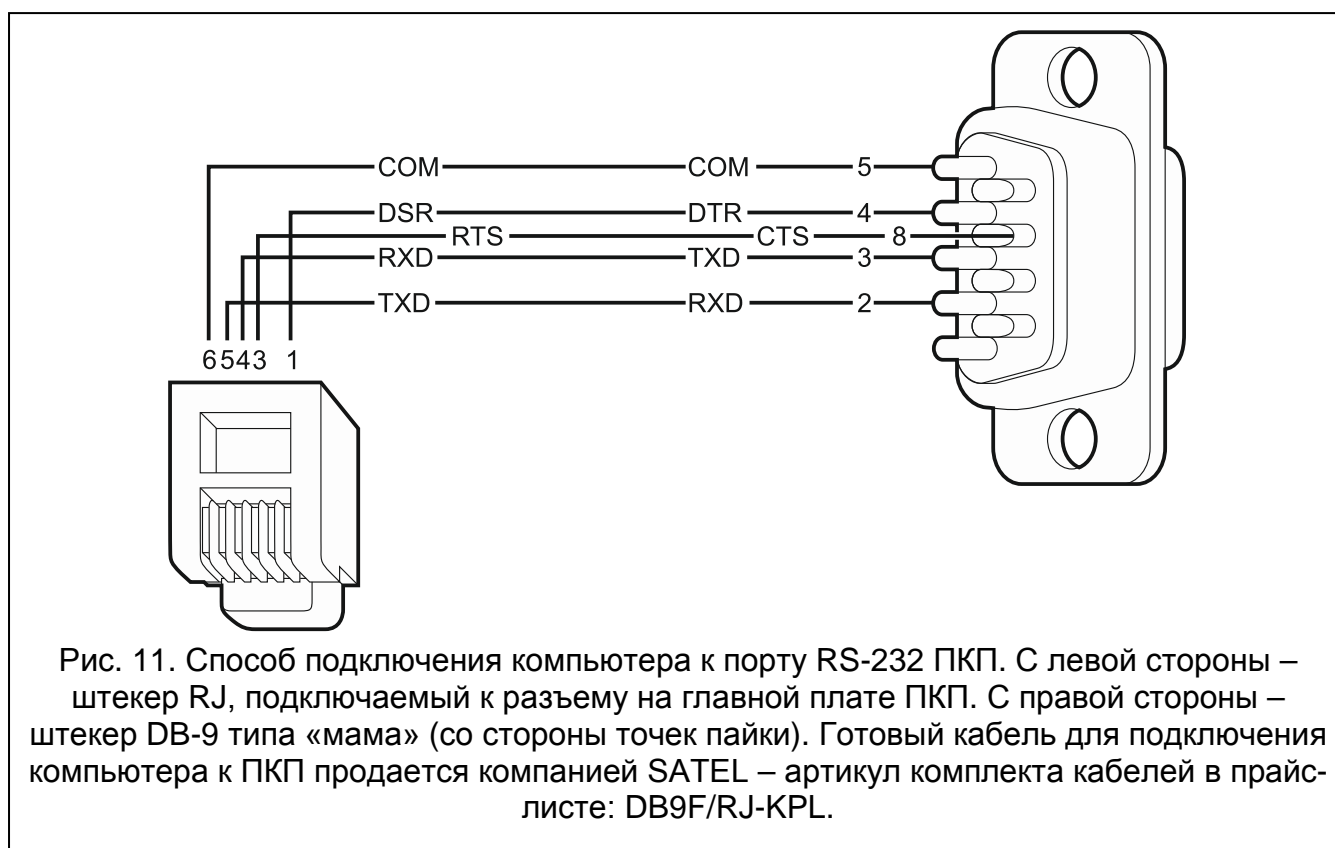 COM COM 5
DSR DTR 4
RTS CTS 8
RXD TXD 3
TXD RXD 2
6543 1
Рис. 11. Способ подключения компьютера к порту RS-232 ПКП. С левой стороны –
штекер RJ, подключаемый к разъему на главной плате ПКП. С правой стороны –
штекер DB-9 типа «мама» (со стороны точек пайки). Готовый кабель для подключения
компьютера к ПКП продается компанией SATEL – артикул комплекта кабелей в прайс-
листе: DB9F/RJ-KPL.